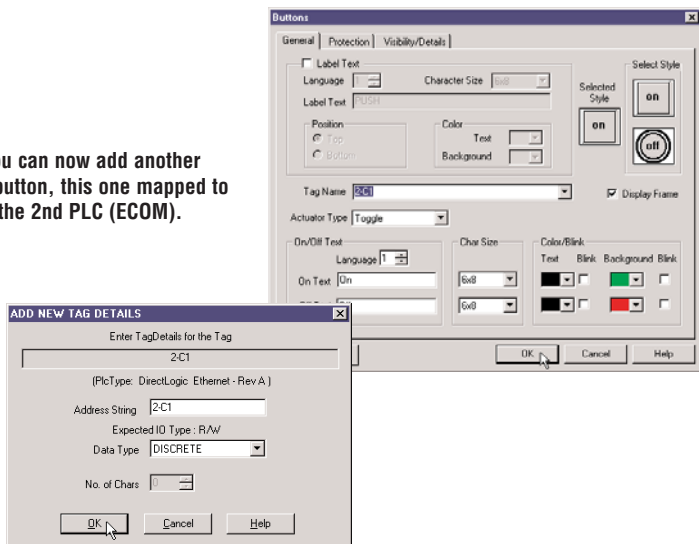 Buttons
General Protection Visibility/Details
Label Text
Language 1 Character Size 6x8
Label Text PUSH
Position
Top
Bottom
Color
Text
Background
Selected Style
on
Select Style
on
off
can now add another
button, this one mapped to
the 2nd PLC (ECOM).
Tag Name 2-C1
Display Frame
Actuator Type Toggle
On/Off Text
Language 1
On Text On
Char Size
6x8
6x8
Color/Blink
Text Blink Background Blink
OK Cancel Help
ADD NEW TAG DETAILS
Enter TagDetails for the Tag
2-C1
(PlcType: DirectLogic Ethernet - Rev A )
Address String 2-C1
Expected IO Type : R/W
Data Type DISCRETE
No. of Chars 0
OK Cancel Help